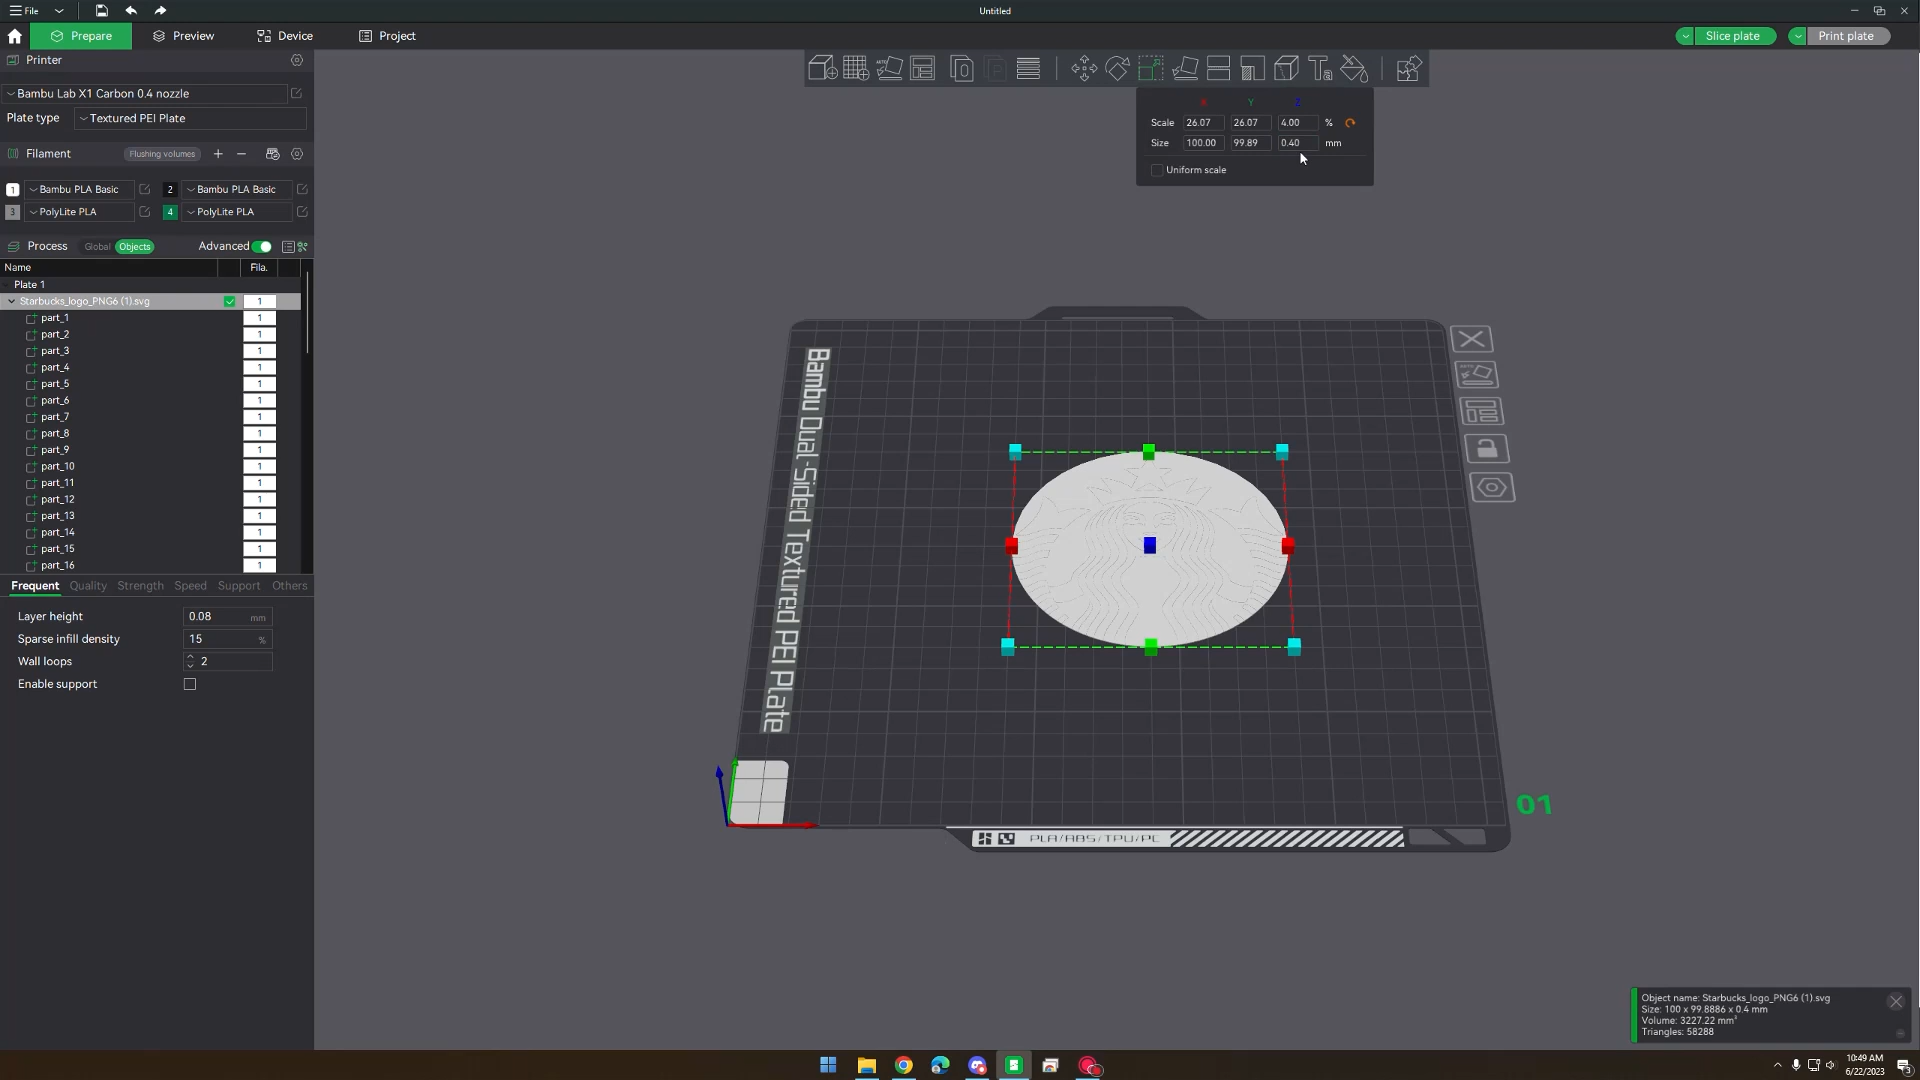 File
Untitled
Prepare
Preview
Device
Project
Slice plate
Print plate
Printer
Bambu Lab X1 Carbon 0.4 nozzle
Plate type
Textured PEI Plate
Filament
Flushing volumes
1 Bambu PLA Basic
2 Bambu PLA Basic
3 PolyLite PLA
4 PolyLite PLA
Process
Global
Objects
Advanced
Name
Fila.
Plate 1
Starbucks_logo_PNG6 (1).svg 1
part_1 1
part_2 1
part_3 1
part_4 1
part_5 1
part_6 1
part_7 1
part_8 1
part_9 1
part_10 1
part_11 1
part_12 1
part_13 1
part_14 1
part_15 1
part_16 1
Frequent Quality Strength Speed Support Others
Layer height 0.08 mm
Sparse infill density 15 %
Wall loops 2
Enable support
X Y Z
Scale 26.07 26.07 4.00 %
Size 100.00 99.89 0.40 mm
Uniform scale
Bambu Dual-Sided Textured PEI Plate
AUTO
01
PLA/ABS/TPU/PC
Object name: Starbucks_logo_PNG6 (1).svg
Size: 100 x 99.8886 x 0.4 mm
Volume: 3227.22 mm³
Triangles: 58288
10:49 AM
6/22/2023
3